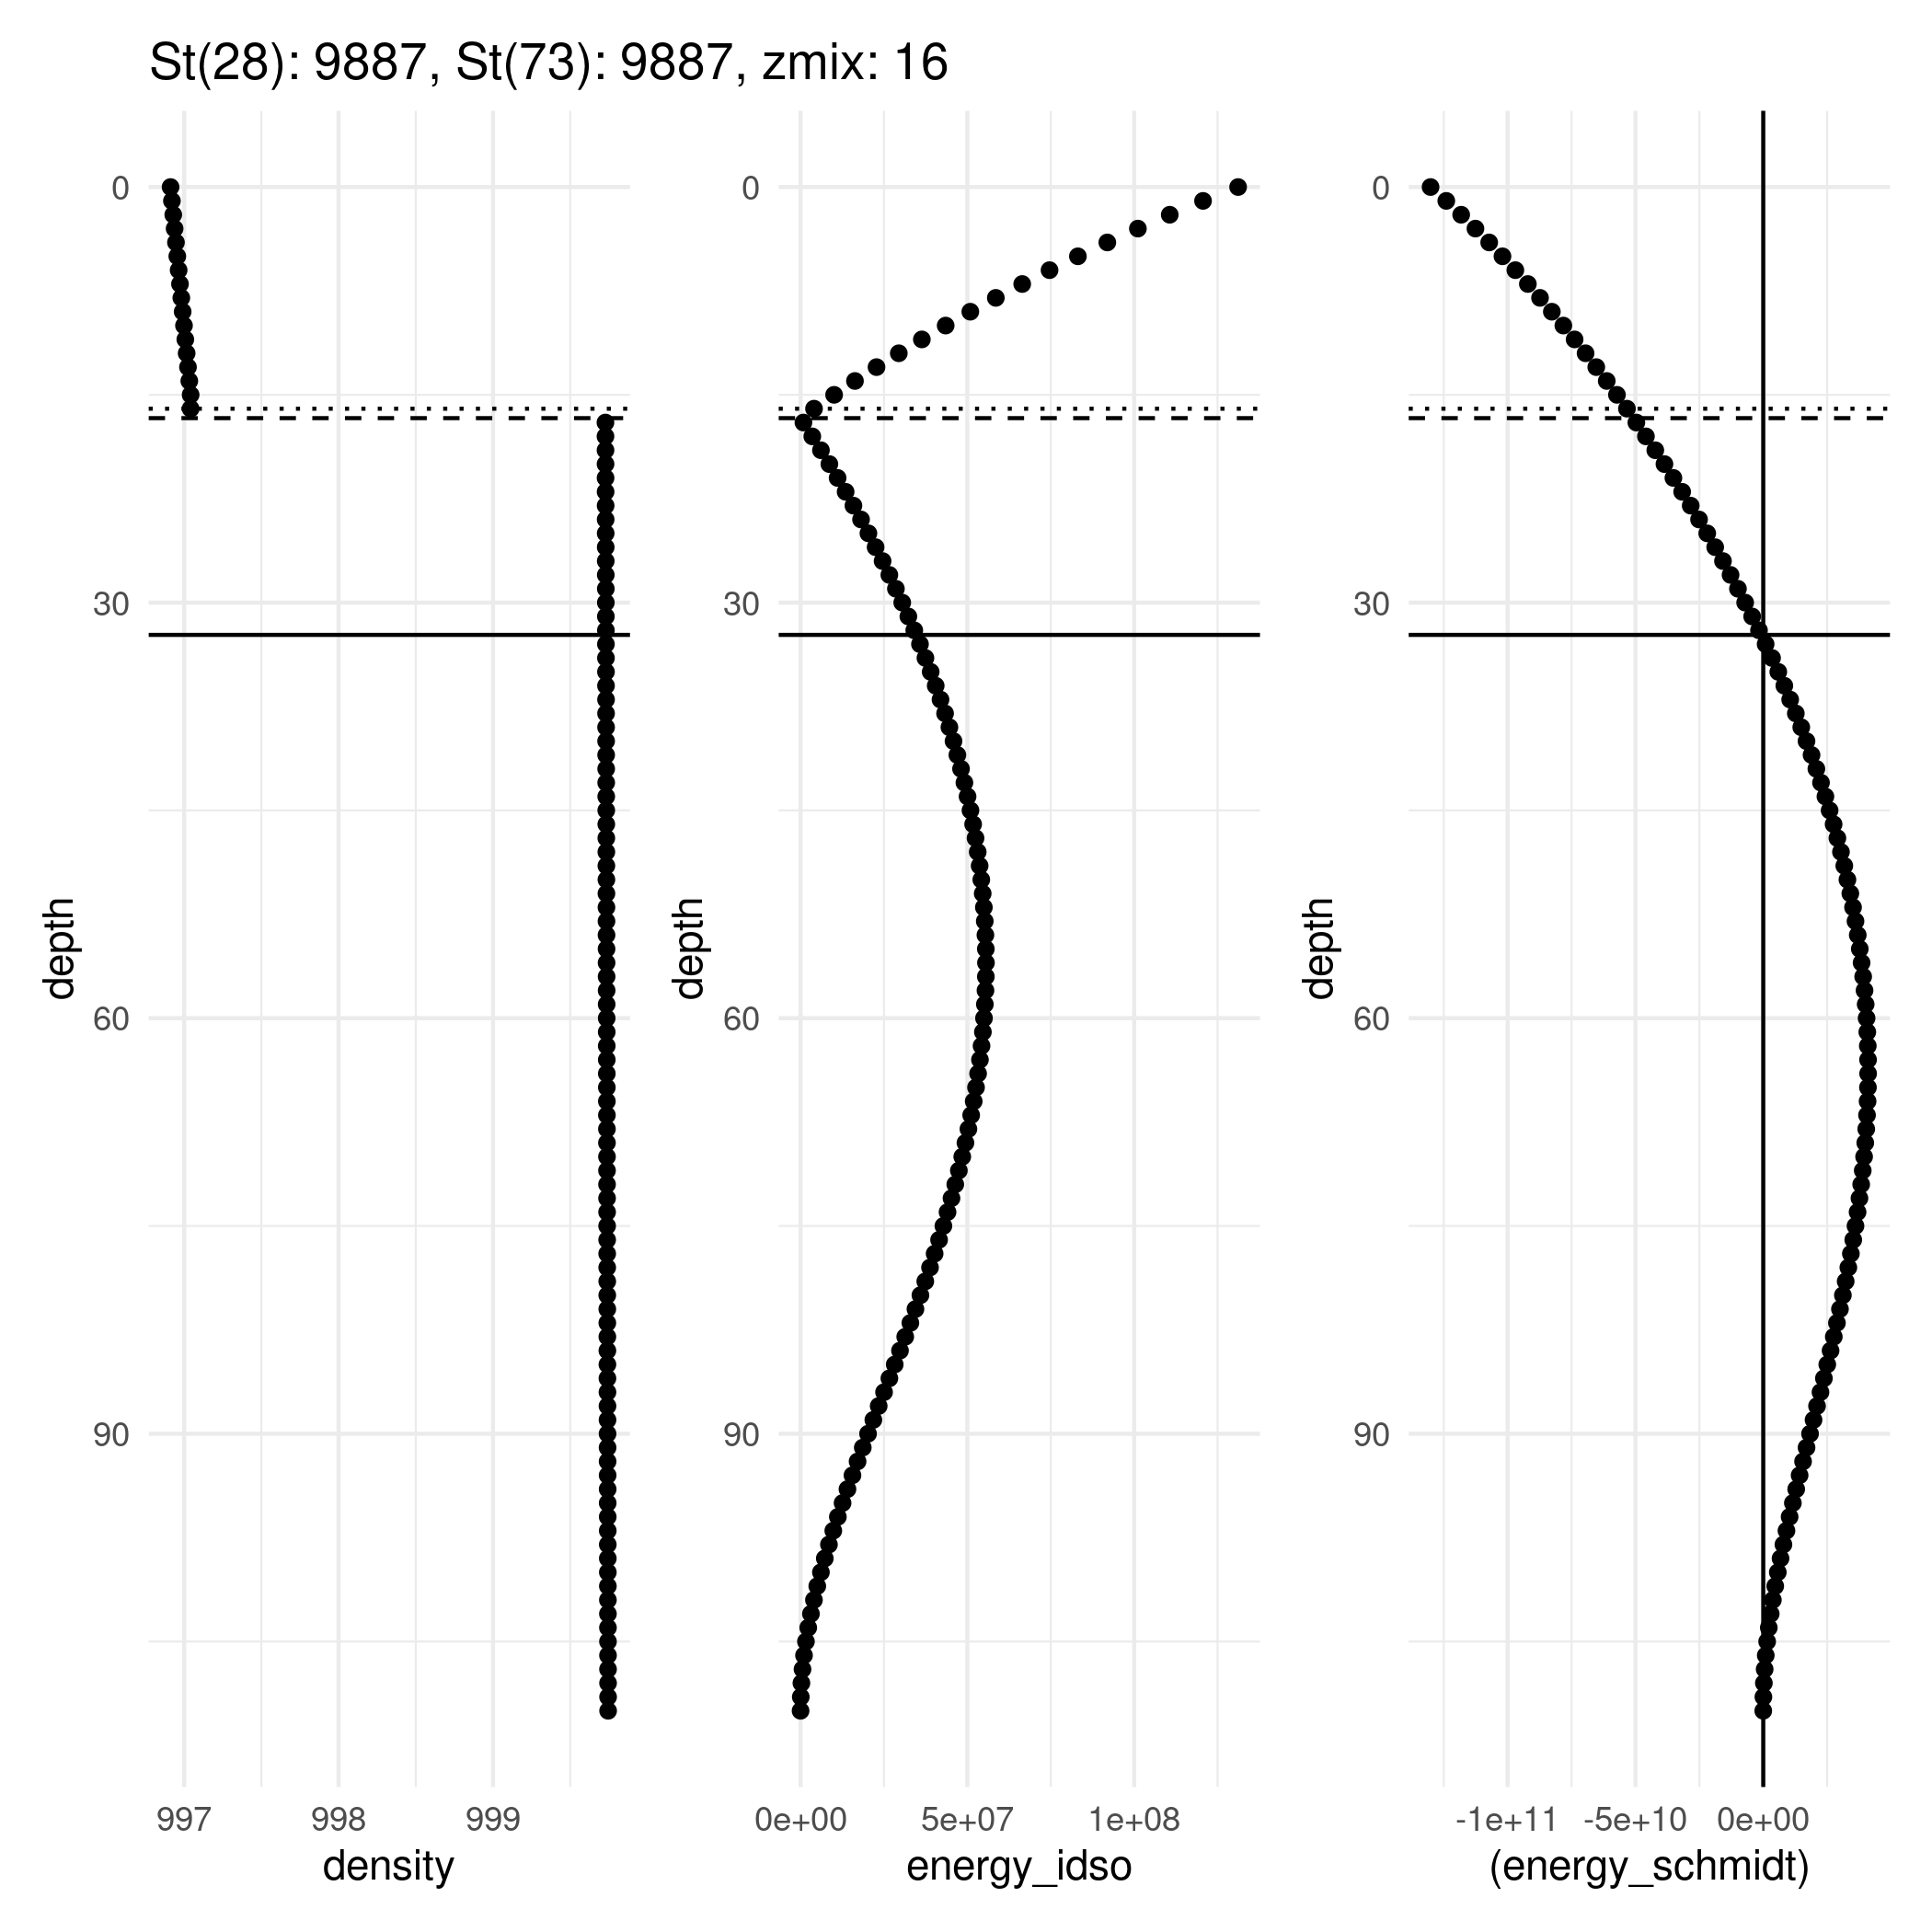 St(28): 9887, St(73): 9887, zmix: 16
0
30
60
90
depth
997 998 999
density
0
30
60
90
depth
0e+00 5e+07 1e+08
energy_idso
0
30
60
90
depth
-1e+11 -5e+10 0e+00
(energy_schmidt)